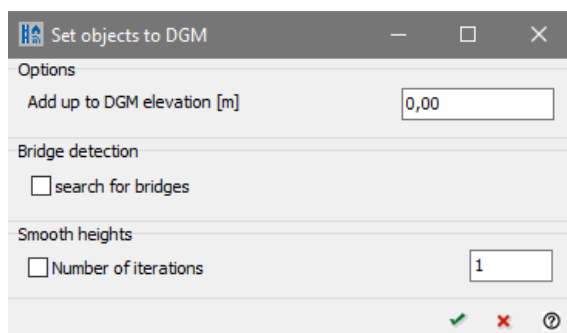 Set objects to DGM
Options
Add up to DGM elevation [m] 0,00
Bridge detection
search for bridges
Smooth heights
Number of iterations 1